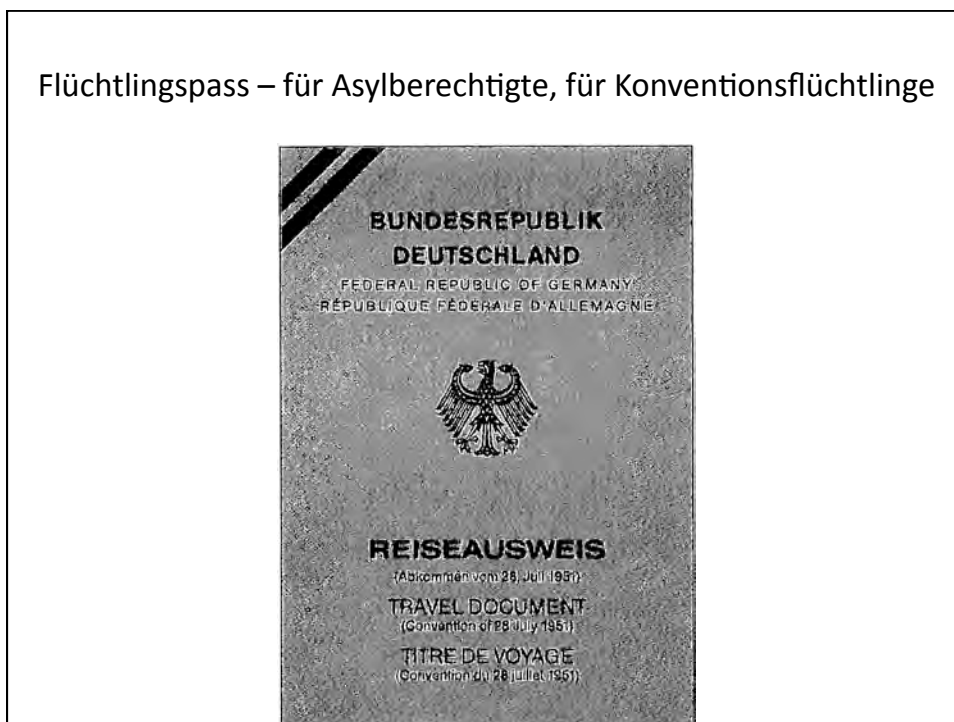 Flüchtlingspass – für Asylberechtigte, für Konventionsflüchtlinge
BUNDESREPUBLIK
DEUTSCHLAND
FEDERAL REPUBLIC OF GERMANY
RÉPUBLIQUE FÉDÉRALE D'ALLEMAGNE
REISEAUSWEIS
(Abkommen vom 28. Juli 1951)
TRAVEL DOCUMENT
(Convention of 28 July 1951)
TITRE DE VOYAGE
(Convention du 28 juillet 1951)